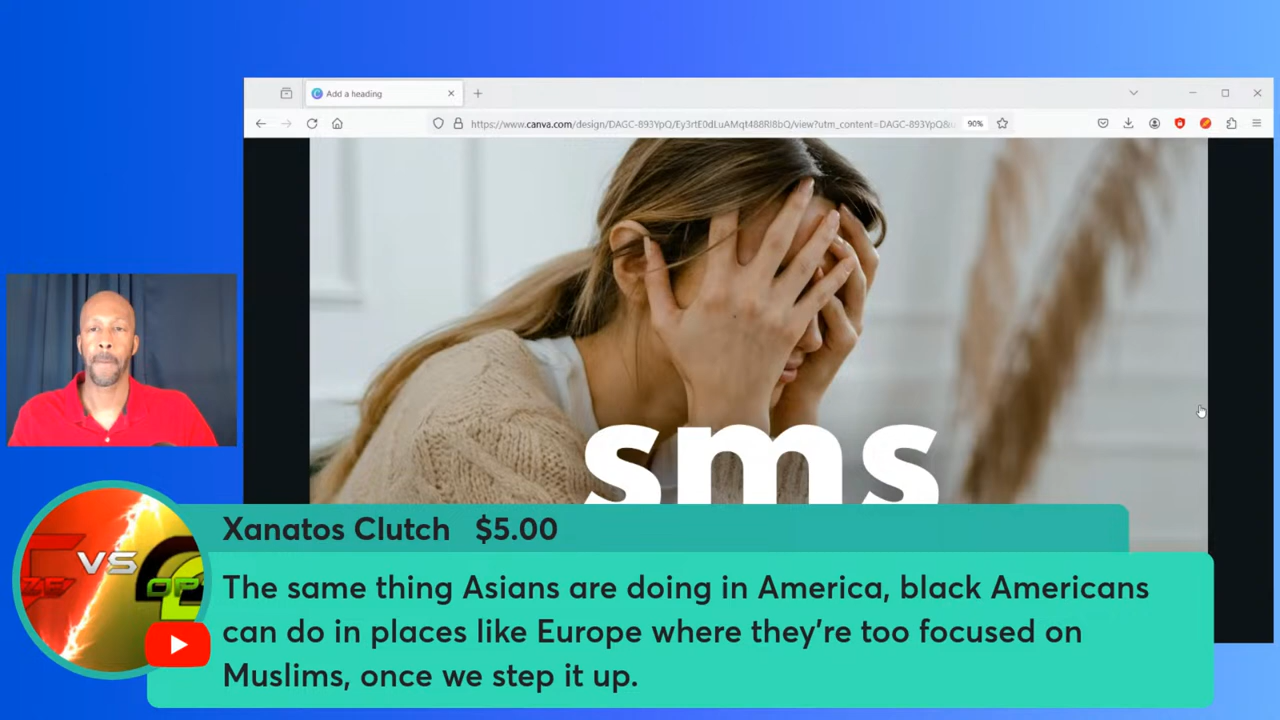 Add a heading
https://www.canva.com/design/DAGC-893YpQ/Ey3rtE0dLuAMqt488RI8bQ/view?utm_content=DAGC-893YpQ&
90%
sms
VS
Xanatos Clutch $5.00
The same thing Asians are doing in America, black Americans
can do in places like Europe where they're too focused on
Muslims, once we step it up.